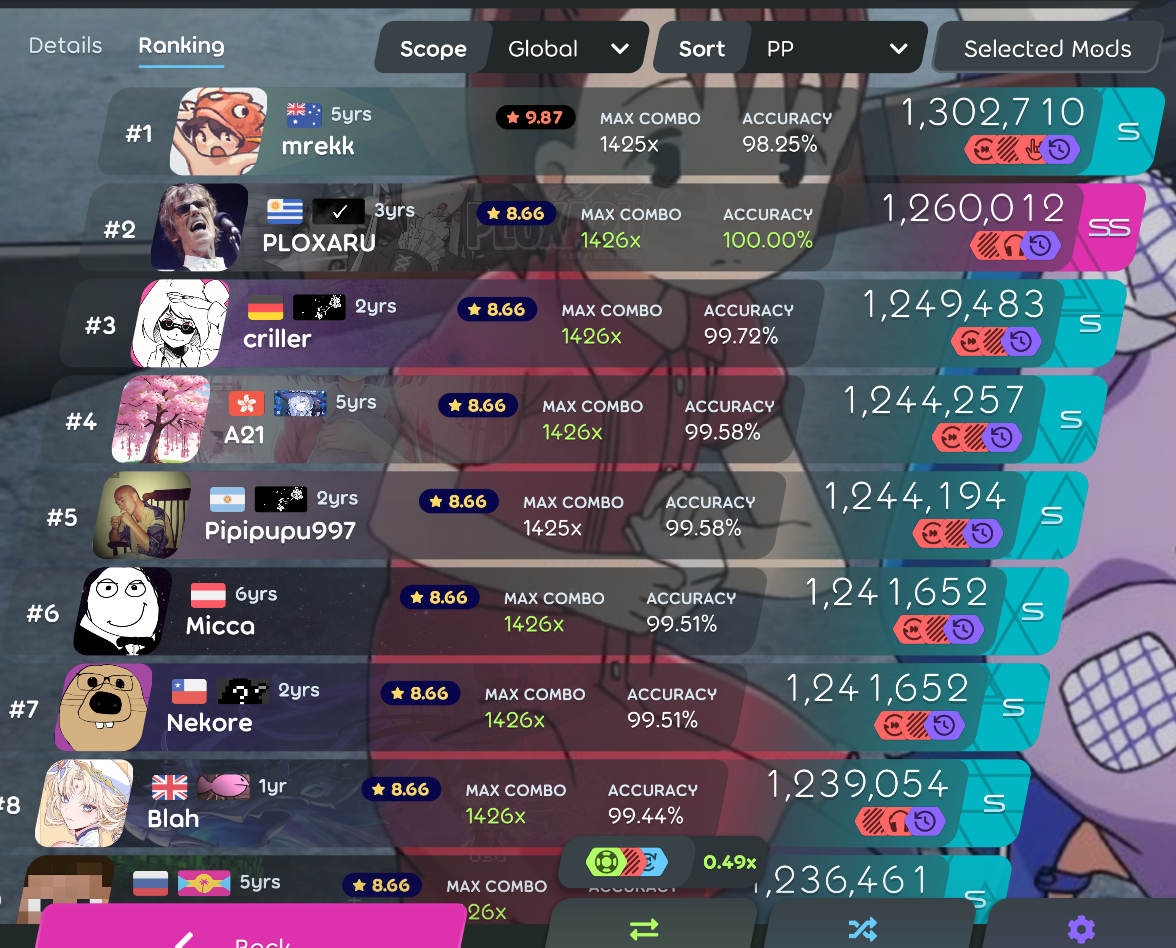 Details Ranking Scope Global Sort PP Selected Mods
#1 5yrs 9.87 MAX COMBO ACCURACY 1,302,710 S
mrekk 1425x 98.25%
#2 3yrs 8.66 MAX COMBO ACCURACY 1,260,012 SS
PLOXARU 1426x 100.00%
#3 2yrs 8.66 MAX COMBO ACCURACY 1,249,483 S
criller 1426x 99.72%
#4 5yrs 8.66 MAX COMBO ACCURACY 1,244,257 S
A21 1426x 99.58%
#5 2yrs 8.66 MAX COMBO ACCURACY 1,244,194 S
Pipipupu997 1425x 99.58%
#6 6yrs 8.66 MAX COMBO ACCURACY 1,241,652 S
Micca 1426x 99.51%
#7 2yrs 8.66 MAX COMBO ACCURACY 1,241,652 S
Nekore 1426x 99.51%
#8 1yr 8.66 MAX COMBO ACCURACY 1,239,054 S
Blah 1426x 99.44%
0.49x
5yrs 8.66 MAX COMBO ACCURACY 1,236,461 S
26x
Back